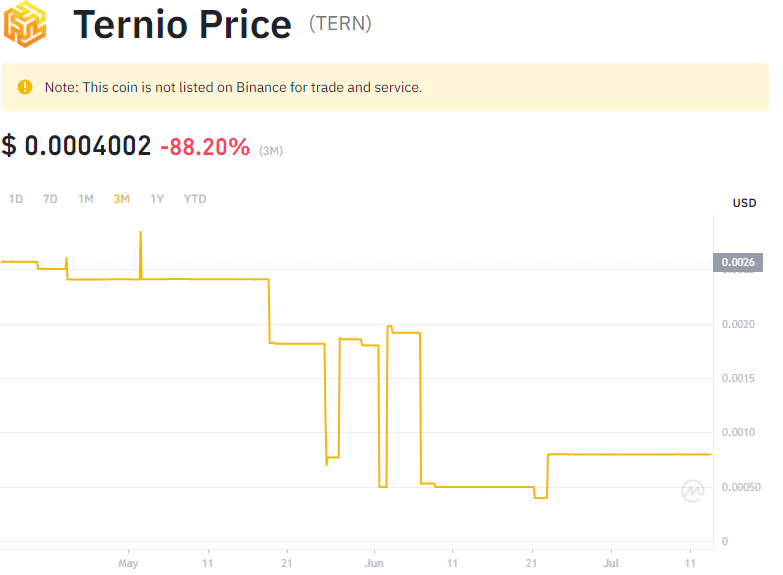 Ternio Price (TERN)
Note: This coin is not listed on Binance for trade and service.
$ 0.0004002 -88.20% (3M)
1D 7D 1M 3M 1Y YTD
USD
0.0026
0.0020
0.0015
0.0010
0.00050
0
May 11 21 Jun 11 21 Jul 11